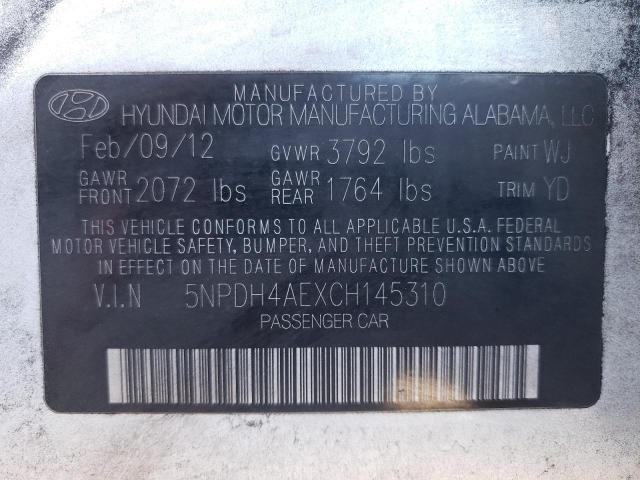 MANUFACTURED BY
HYUNDAI MOTOR MANUFACTURING ALABAMA, LLC
Feb/09/12 GVWR 3792 lbs PAINT WJ
GAWR FRONT 2072 lbs GAWR REAR 1764 lbs TRIM YD
THIS VEHICLE CONFORMS TO ALL APPLICABLE U.S.A. FEDERAL
MOTOR VEHICLE SAFETY, BUMPER, AND THEFT PREVENTION STANDARDS
IN EFFECT ON THE DATE OF MANUFACTURE SHOWN ABOVE
V.I.N 5NPDH4AEXCH145310
PASSENGER CAR